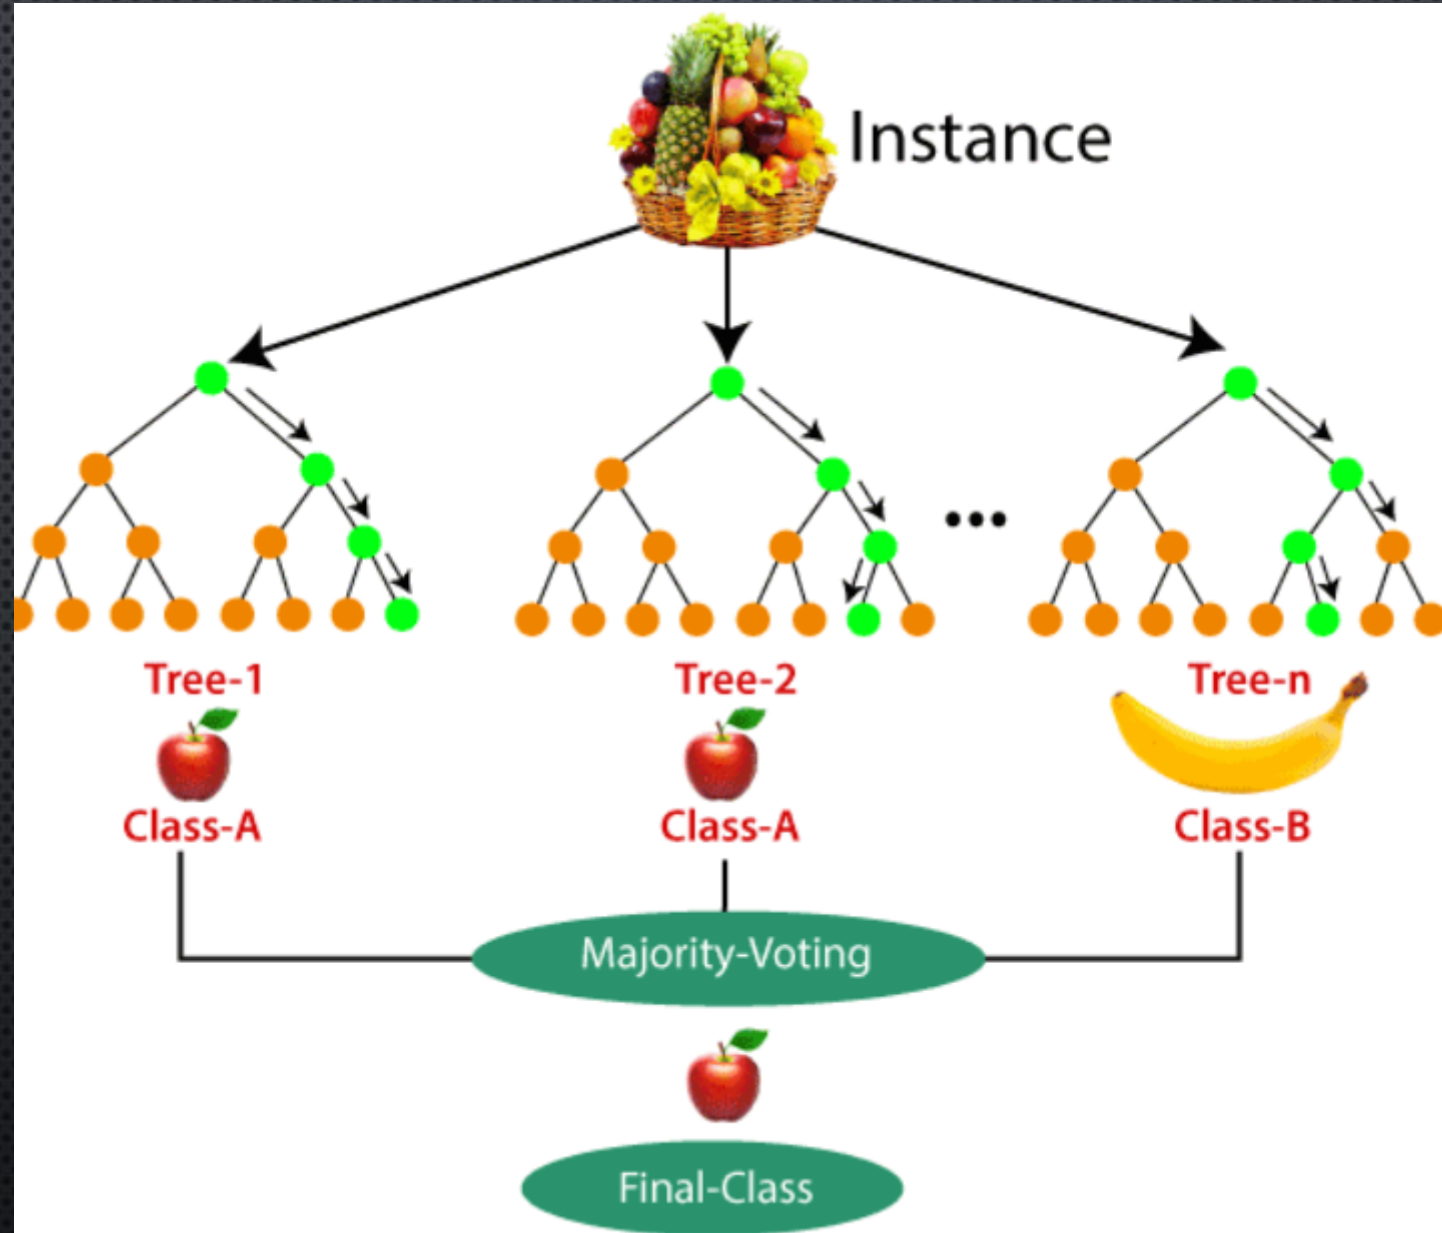 Instance
Tree-1
Tree-2
Tree-n
Class-A
Class-A
Class-B
Majority-Voting
Final-Class